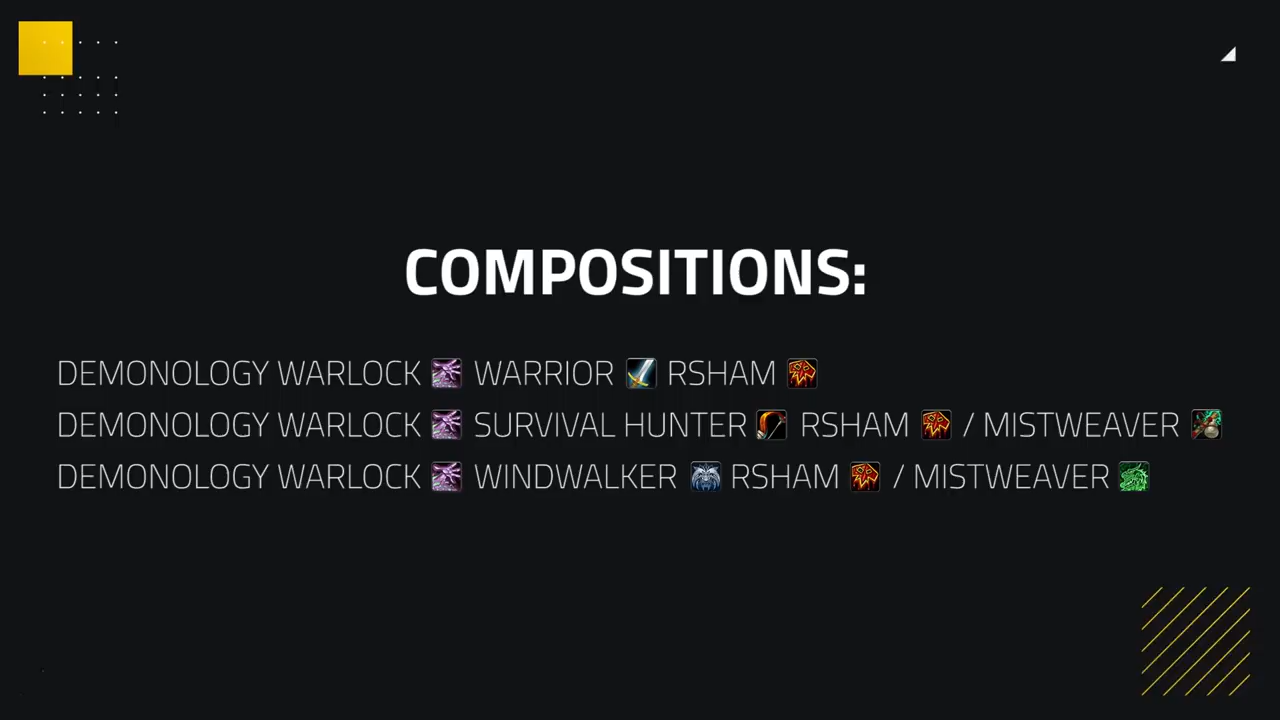 COMPOSITIONS:
DEMONOLOGY WARLOCK WARRIOR RSHAM
DEMONOLOGY WARLOCK SURVIVAL HUNTER RSHAM / MISTWEAVER
DEMONOLOGY WARLOCK WINDWALKER RSHAM / MISTWEAVER